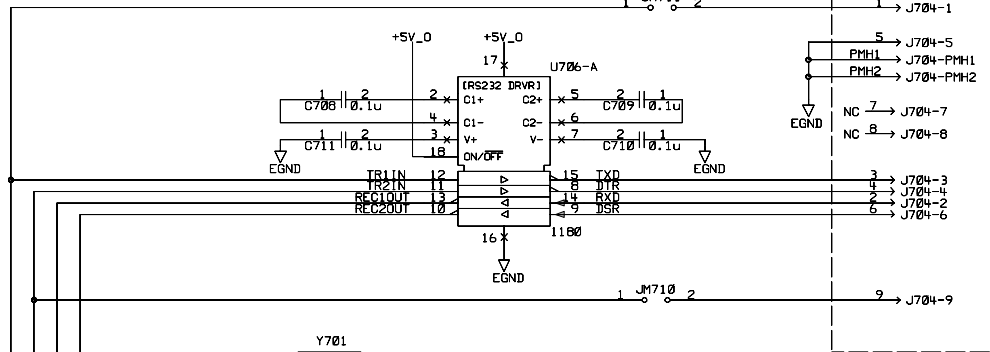 1 2 1 J704-1
+5V_O +5V_O 5 J704-5
17 U706-A PMH1 J704-PMH1
[RS232 DRVR] PMH2 J704-PMH2
1 2 2 C1+ C2+ 5 2 1
C708 0.1u C709 0.1u 7 J704-7 NC
4 C1- C2- 6 EGND
1 2 3 V+ V- 7 2 1 NC 8 J704-8
C711 0.1u C710 0.1u
18 ON/OFF
EGND EGND
TR1IN 12 15 TXD 3 J704-3
TR2IN 11 8 DTR 4 J704-4
REC1OUT 13 14 RXD 2 J704-2
REC2OUT 10 9 DSR 6 J704-6
16 1180
EGND
1 JM710 2 9 J704-9
Y701